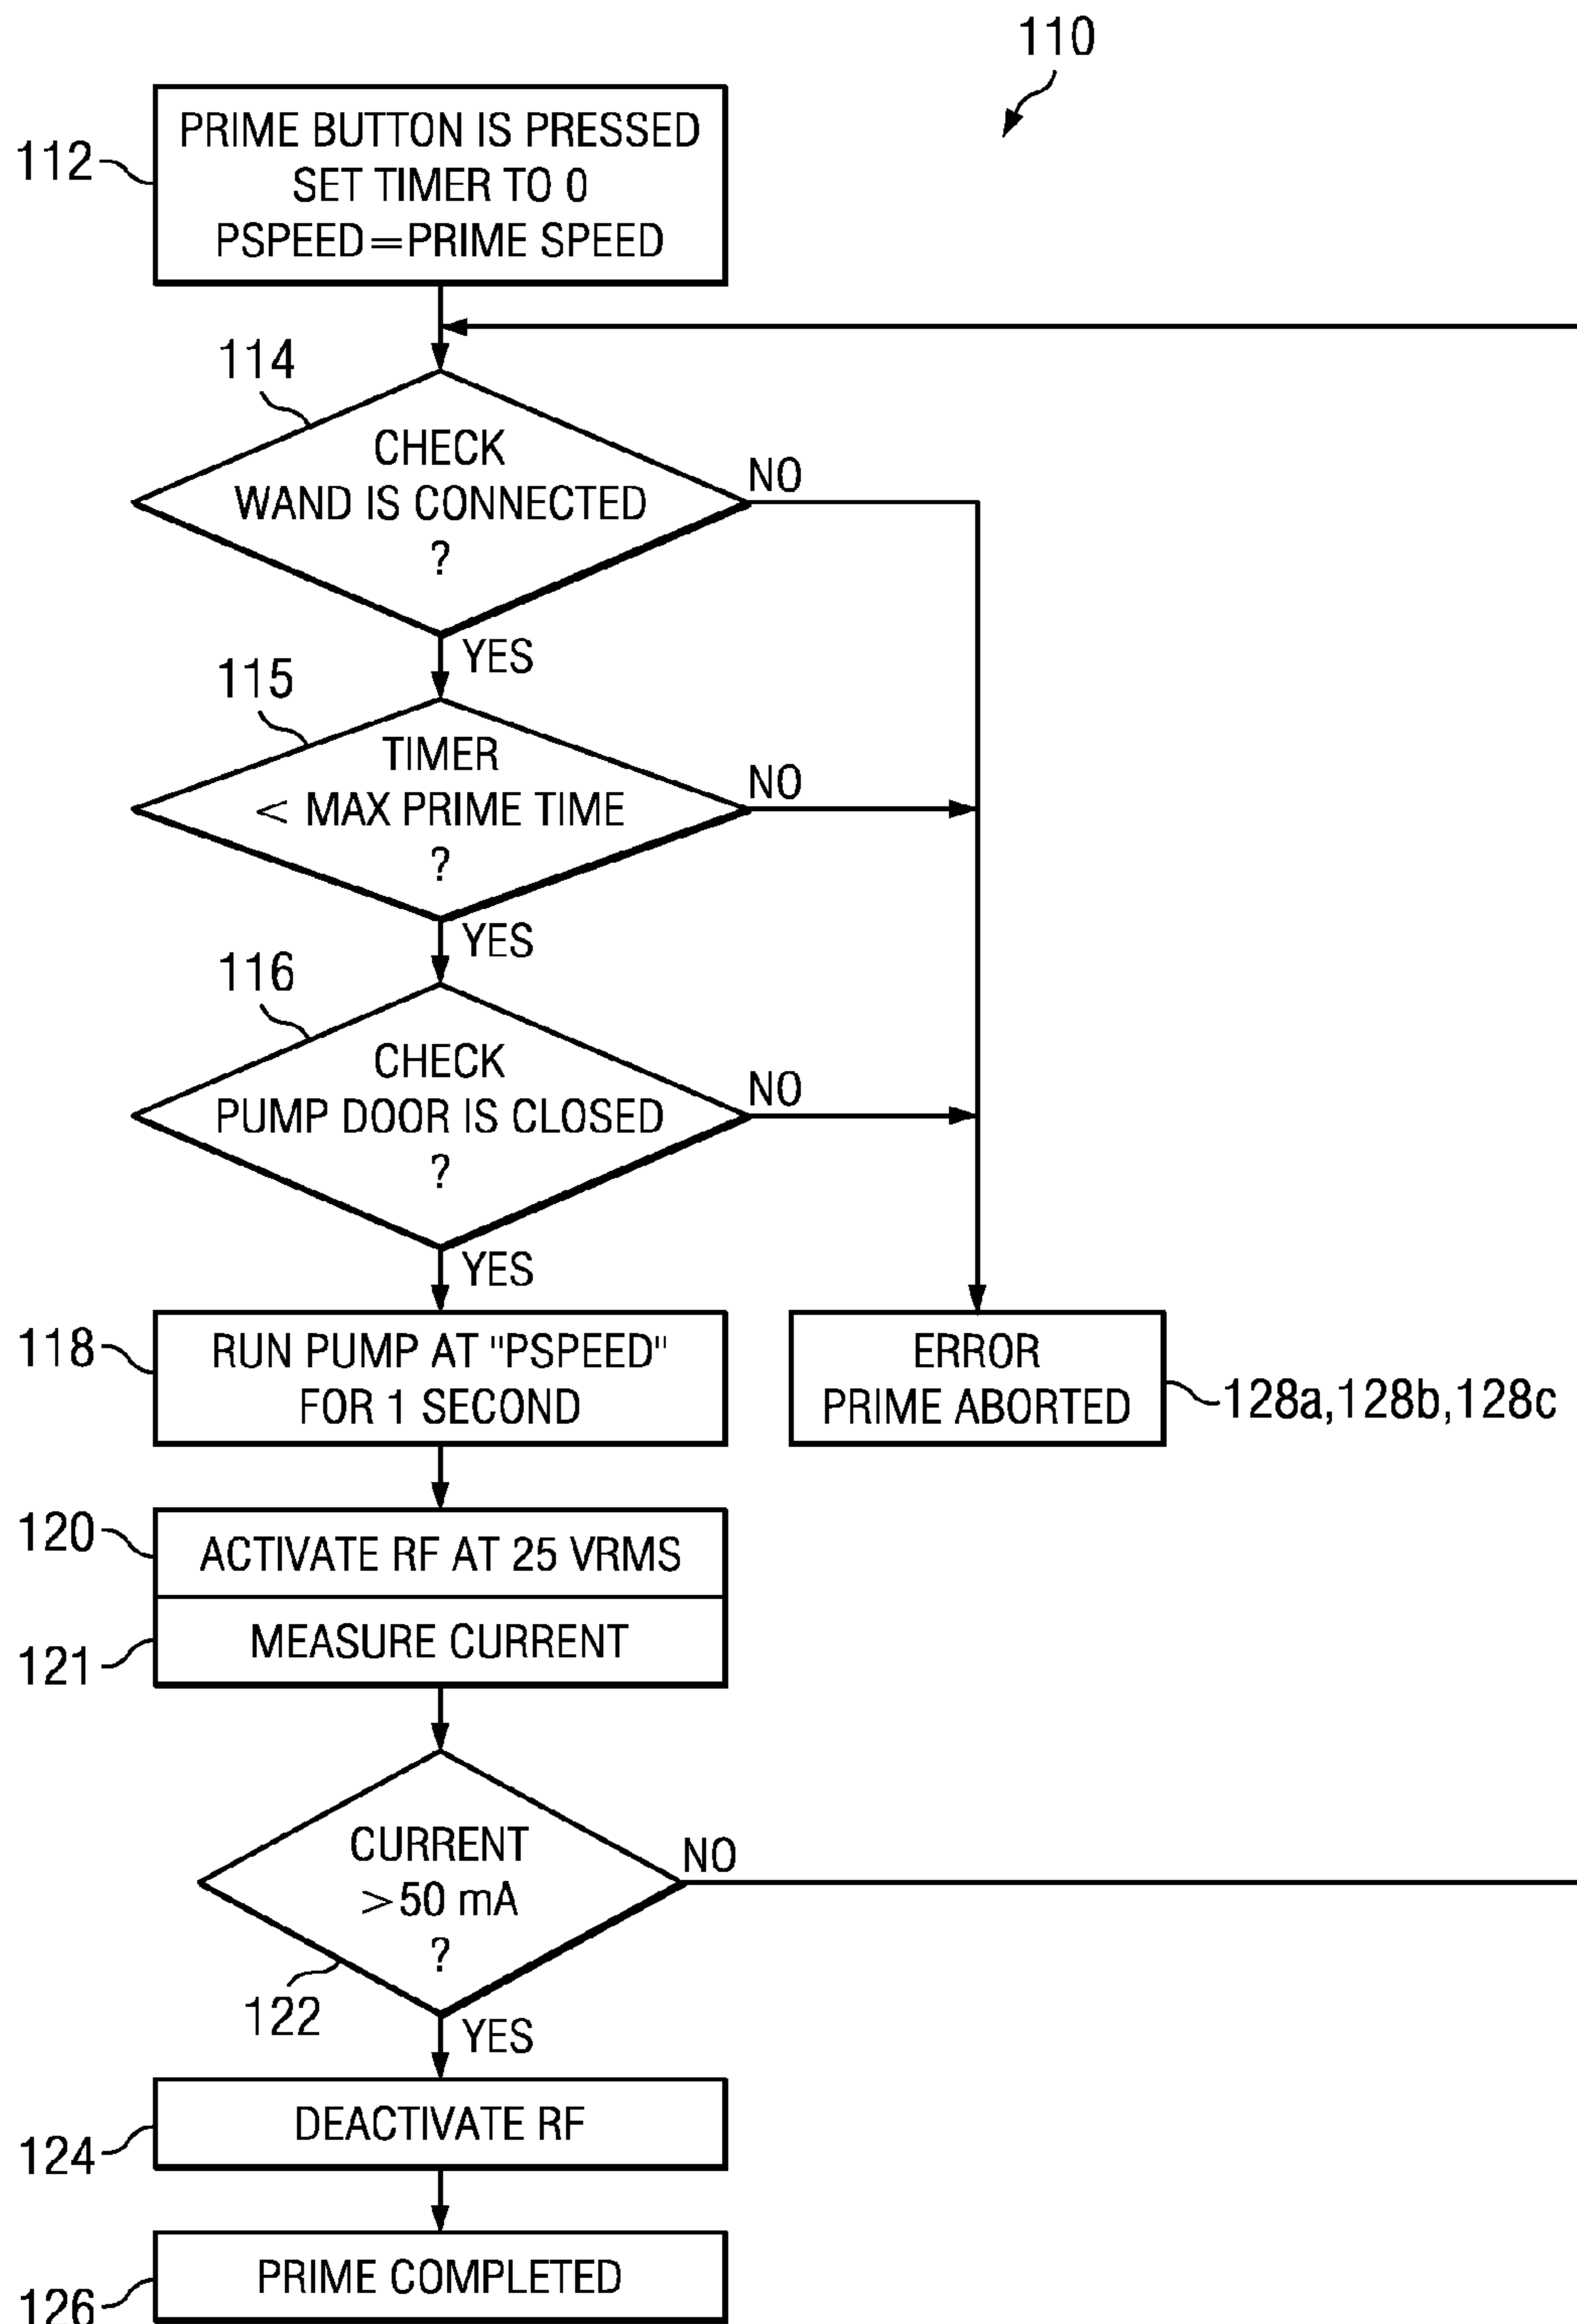 110
112
PRIME BUTTON IS PRESSED
SET TIMER TO 0
PSPEED=PRIME SPEED
114
CHECK
WAND IS CONNECTED
?
NO
YES
115
TIMER
< MAX PRIME TIME
?
NO
YES
116
CHECK
PUMP DOOR IS CLOSED
?
NO
YES
118
RUN PUMP AT "PSPEED"
FOR 1 SECOND
ERROR
PRIME ABORTED
128a,128b,128c
120
ACTIVATE RF AT 25 VRMS
121
MEASURE CURRENT
CURRENT
>50 mA
?
NO
122
YES
124
DEACTIVATE RF
126
PRIME COMPLETED